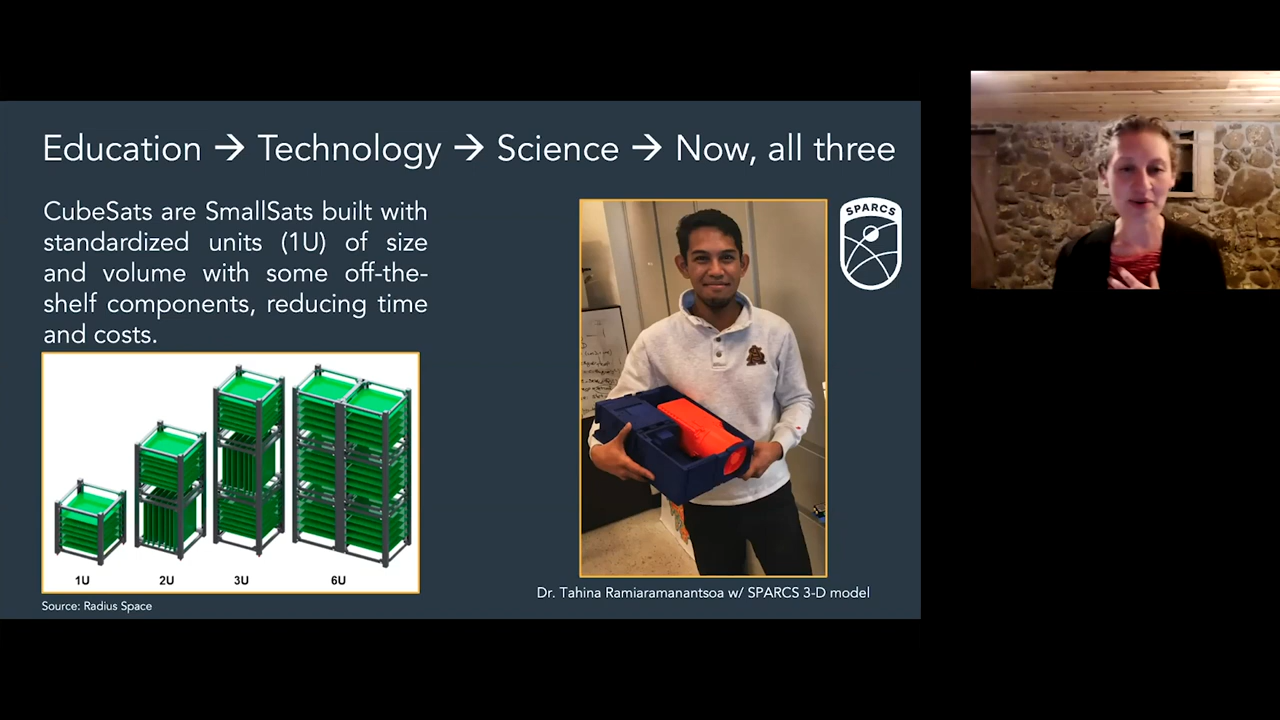 Education → Technology → Science → Now, all three
CubeSats are SmallSats built with
standardized units (1U) of size
and volume with some off-the-
shelf components, reducing time
and costs.
1U
2U
3U
6U
Source: Radius Space
SPARCS
Dr. Tahina Ramiaramanantsoa w/ SPARCS 3-D model